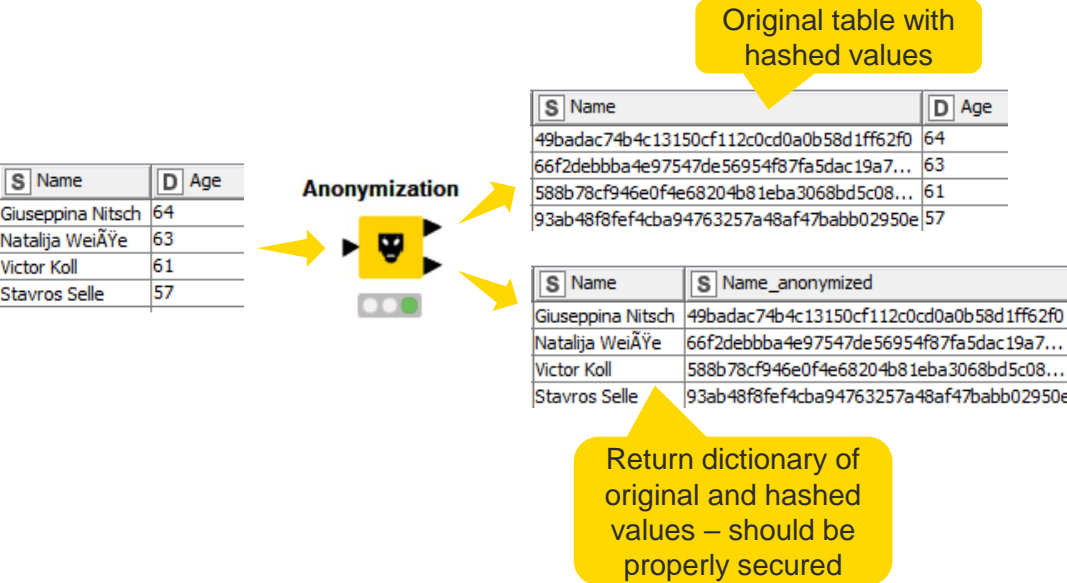 Original table with
hashed values
S Name D Age
49badac74b4c13150cf112c0cd0a0b58d1ff62f0 64
66f2debbba4e97547de56954f87fa5dac19a7... 63
588b78cf946e0f4e68204b81eba3068bd5c08... 61
93ab48f8fef4cba94763257a48af47babb02950e 57
S Name D Age
Giuseppina Nitsch 64
Natalija WeiÃŸe 63
Victor Koll 61
Stavros Selle 57
Anonymization
S Name S Name_anonymized
Giuseppina Nitsch 49badac74b4c13150cf112c0cd0a0b58d1ff62f0
Natalija WeiÃŸe 66f2debbba4e97547de56954f87fa5dac19a7...
Victor Koll 588b78cf946e0f4e68204b81eba3068bd5c08...
Stavros Selle 93ab48f8fef4cba94763257a48af47babb02950e
Return dictionary of
original and hashed
values – should be
properly secured